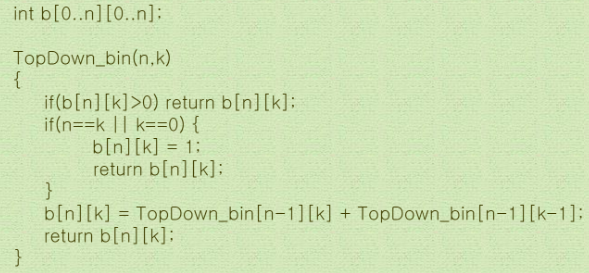 int b[0..n][0..n];
TopDown_bin(n,k)
{
if(b[n][k]>0) return b[n][k];
if(n==k || k==0) {
b[n][k] = 1;
return b[n][k];
}
b[n][k] = TopDown_bin[n-1][k] + TopDown_bin[n-1][k-1];
return b[n][k];
}